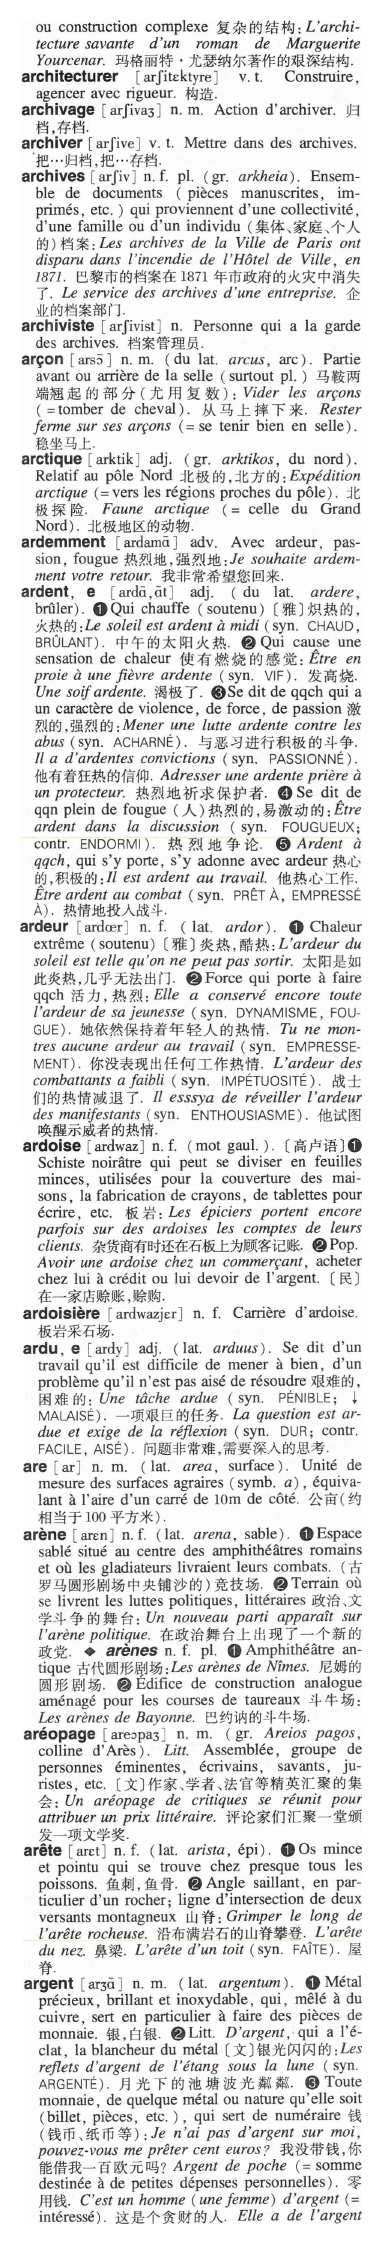 ou construction complexe 复杂的结构:L'archi-
tecture savante d'un roman de Marguerite
Yourcenar. 玛格丽特·尤瑟纳尔著作的艰深结构.
architecturer [arʃitɛktyre] v. t. Construire,
agencer avec rigueur. 构造.
archivage [arʃivaʒ] n. m. Action d'archiver. 归
档,存档.
archiver [arʃive] v. t. Mettre dans des archives.
把…归档,把…存档.
archives [arʃiv] n. f. pl. (gr. arkheia). Ensem-
ble de documents (pièces manuscrites, im-
primés, etc.) qui proviennent d'une collectivité,
d'une famille ou d'un individu (集体、家庭、个人
的)档案:Les archives de la Ville de Paris ont
disparu dans l'incendie de l'Hôtel de Ville, en
1871. 巴黎市的档案在 1871 年市政府的火灾中消失
了. Le service des archives d'une entreprise. 企
业的档案部门.
archiviste [arʃivist] n. Personne qui a la garde
des archives. 档案管理员.
arçon [arsɔ̃] n. m. (du lat. arcus, arc). Partie
avant ou arrière de la selle (surtout pl.) 马鞍两
端翘起的部分(尤用复数):Vider les arçons
(=tomber de cheval). 从马上摔下来. Rester
ferme sur ses arçons (=se tenir bien en selle).
稳坐马上.
arctique [arktik] adj. (gr. arktikos, du nord).
Relatif au pôle Nord 北极的,北方的:Expédition
arctique (=vers les régions proches du pôle). 北
极探险. Faune arctique (= celle du Grand
Nord). 北极地区的动物.
ardemment [ardamɑ̃] adv. Avec ardeur, pas-
sion, fougue 热烈地,强烈地:Je souhaite ardem-
ment votre retour. 我非常希望您回来.
ardent, e [ardɑ̃,ɑ̃t] adj. (du lat. ardere,
brûler). ❶Qui chauffe (soutenu) 〔雅〕炽热的,
火热的:Le soleil est ardent à midi (syn. CHAUD,
BRÛLANT). 中午的太阳火热. ❷Qui cause une
sensation de chaleur 使有燃烧的感觉:Être en
proie à une fièvre ardente (syn. VIF). 发高烧.
Une soif ardente. 渴极了. ❸Se dit de qqch qui a
un caractère de violence, de force, de passion 激
烈的,强烈的:Mener une lutte ardente contre les
abus (syn. ACHARNÉ). 与恶习进行积极的斗争.
Il a d'ardentes convictions (syn. PASSIONNÉ).
他有着狂热的信仰. Adresser une ardente prière à
un protecteur. 热烈地祈求保护者. ❹Se dit de
qqn plein de fougue (人)热烈的,易激动的:Être
ardent dans la discussion (syn. FOUGUEUX;
contr. ENDORMI). 热烈地争论. ❺ Ardent à
qqch, qui s'y porte, s'y adonne avec ardeur 热心
的,积极的:Il est ardent au travail. 他热心工作.
Être ardent au combat (syn. PRÊT À, EMPRESSÉ
À). 热情地投入战斗.
ardeur [ardœr] n. f. (lat. ardor). ❶ Chaleur
extrême (soutenu) 〔雅〕炎热,酷热:L'ardeur du
soleil est telle qu'on ne peut pas sortir. 太阳是如
此炎热,几乎无法出门. ❷Force qui porte à faire
qqch 活力,热烈: Elle a conservé encore toute
l'ardeur de sa jeunesse (syn. DYNAMISME, FOU-
GUE). 她依然保持着年轻人的热情. Tu ne mon-
tres aucune ardeur au travail (syn. EMPRESSE-
MENT). 你没表现出任何工作热情. L'ardeur des
combattants a faibli (syn. IMPÉTUOSITÉ). 战士
们的热情减退了. Il esssya de réveiller l'ardeur
des manifestants (syn. ENTHOUSIASME). 他试图
唤醒示威者的热情.
ardoise [ardwaz] n. f. (mot gaul.). 〔高卢语〕❶
Schiste noirâtre qui peut se diviser en feuilles
minces, utilisées pour la couverture des mai-
sons, la fabrication de crayons, de tablettes pour
écrire, etc. 板岩: Les épiciers portent encore
parfois sur des ardoises les comptes de leurs
clients. 杂货商有时还在石板上为顾客记账. ❷Pop.
Avoir une ardoise chez un commerçant, acheter
chez lui à crédit ou lui devoir de l'argent. 〔民〕
在一家店赊账,赊购.
ardoisière [ardwazjɛr] n. f. Carrière d'ardoise.
板岩采石场.
ardu, e [ardy] adj. (lat. arduus). Se dit d'un
travail qu'il est difficile de mener à bien, d'un
problème qu'il n'est pas aisé de résoudre 艰难的,
困难的: Une tâche ardue (syn. PÉNIBLE; ↓
MALAISÉ). 一项艰巨的任务. La question est ar-
due et exige de la réflexion (syn. DUR; contr.
FACILE, AISÉ). 问题非常难,需要深入的思考.
are [ar] n. m. (lat. area, surface). Unité de
mesure des surfaces agraires (symb. a), équiva-
lant à l'aire d'un carré de 10m de côté. 公亩(约
相当于 100 平方米).
arène [arɛn] n. f. (lat. arena, sable). ❶Espace
sablé situé au centre des amphithéâtres romains
et où les gladiateurs livraient leurs combats. (古
罗马圆形剧场中央铺沙的)竞技场. ❷Terrain où
se livrent les luttes politiques, littéraires 政治、文
学斗争的舞台: Un nouveau parti apparaît sur
l'arène politique. 在政治舞台上出现了一个新的
政党. ◆ arènes n. f. pl. ❶Amphithéâtre an-
tique 古代圆形剧场:Les arènes de Nîmes. 尼姆的
圆形剧场. ❷ Édifice de construction analogue
aménagé pour les courses de taureaux 斗牛场:
Les arènes de Bayonne. 巴约讷的斗牛场.
aréopage [areɔpaʒ] n. m. (gr. Areios pagos,
colline d'Arès). Litt. Assemblée, groupe de
personnes éminentes, écrivains, savants, ju-
ristes, etc. 〔文〕作家、学者、法官等精英汇聚的集
会: Un aréopage de critiques se réunit pour
attribuer un prix littéraire. 评论家们汇聚一堂颁
发一项文学奖.
arête [arɛt] n. f. (lat. arista, épi). ❶Os mince
et pointu qui se trouve chez presque tous les
poissons. 鱼刺,鱼骨. ❷Angle saillant, en par-
ticulier d'un rocher; ligne d'intersection de deux
versants montagneux 山脊: Grimper le long de
l'arête rocheuse. 沿布满岩石的山脊攀登. L'arête
du nez. 鼻梁. L'arête d'un toit (syn. FAÎTE). 屋
脊.
argent [arʒɑ̃] n. m. (lat. argentum). ❶ Métal
précieux, brillant et inoxydable, qui, mêlé à du
cuivre, sert en particulier à faire des pièces de
monnaie. 银,白银. ❷Litt. D'argent, qui a l'é-
clat, la blancheur du métal 〔文〕银光闪闪的:Les
reflets d'argent de l'étang sous la lune (syn.
ARGENTÉ). 月光下的池塘波光粼粼. ❸ Toute
monnaie, de quelque métal ou nature qu'elle soit
(billet, pièces, etc.), qui sert de numéraire 钱
(钱币、纸币等):Je n'ai pas d'argent sur moi,
pouvez-vous me prêter cent euros? 我没带钱,你
能借我一百欧元吗? Argent de poche (=somme
destinée à de petites dépenses personnelles). 零
用钱. C'est un homme (une femme) d'argent (=
intéressé). 这是个贪财的人. Elle a de l'argent